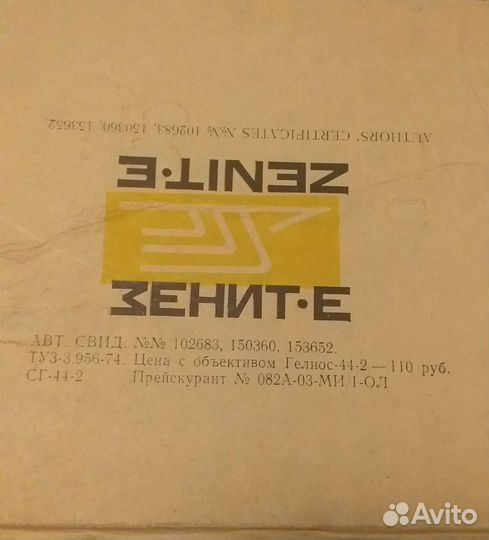 AUTHORS' CERTIFICATES №№ 102683, 150360, 153652.
ZENIT·E
ЗЕНИТ·Е
АВТ. СВИД. №№ 102683, 150360, 153652.
ТУЗ-3.956-74. Цена с объективом Гелиос-44-2 — 110 руб.
СГ-44-2 Прейскурант № 082А-03-МИ/1-ОЛ
Avito